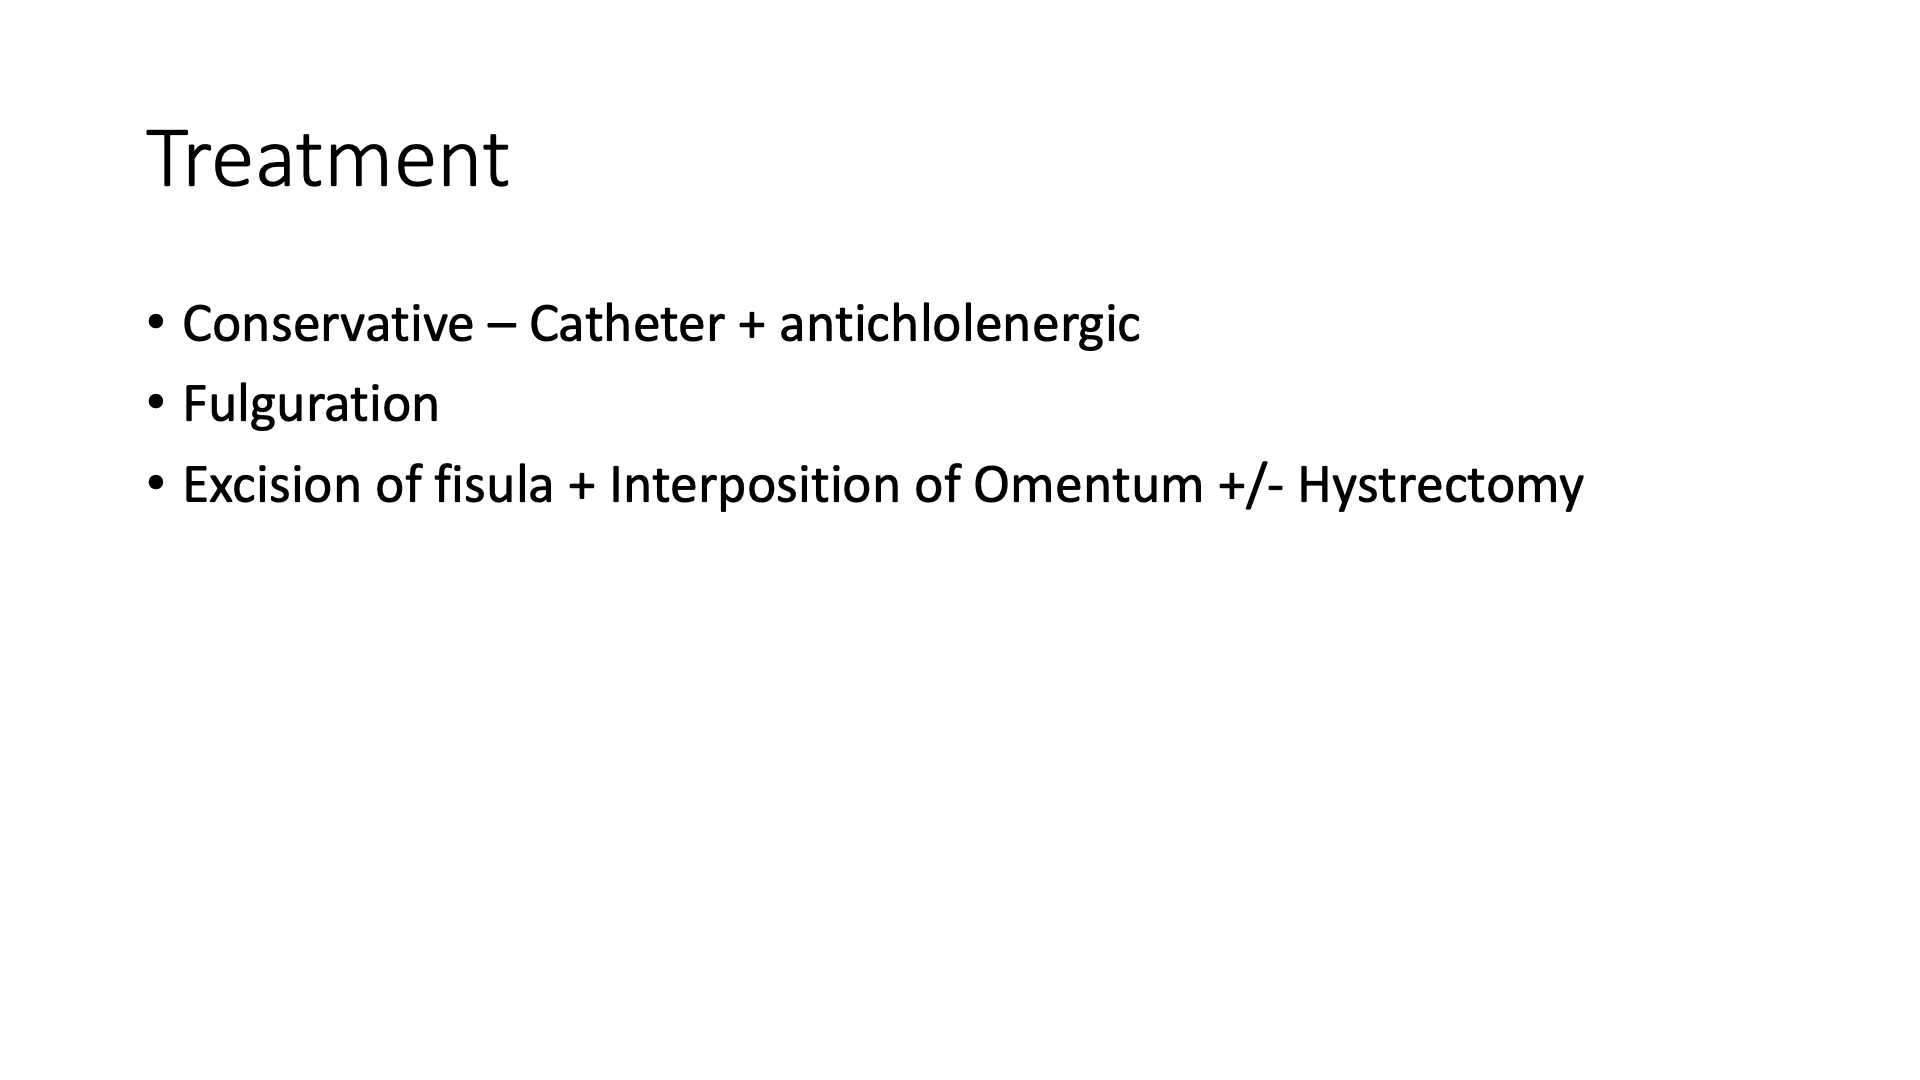 Treatment
• Conservative – Catheter + antichlolenergic
• Fulguration
• Excision of fisula + Interposition of Omentum +/- Hystrectomy